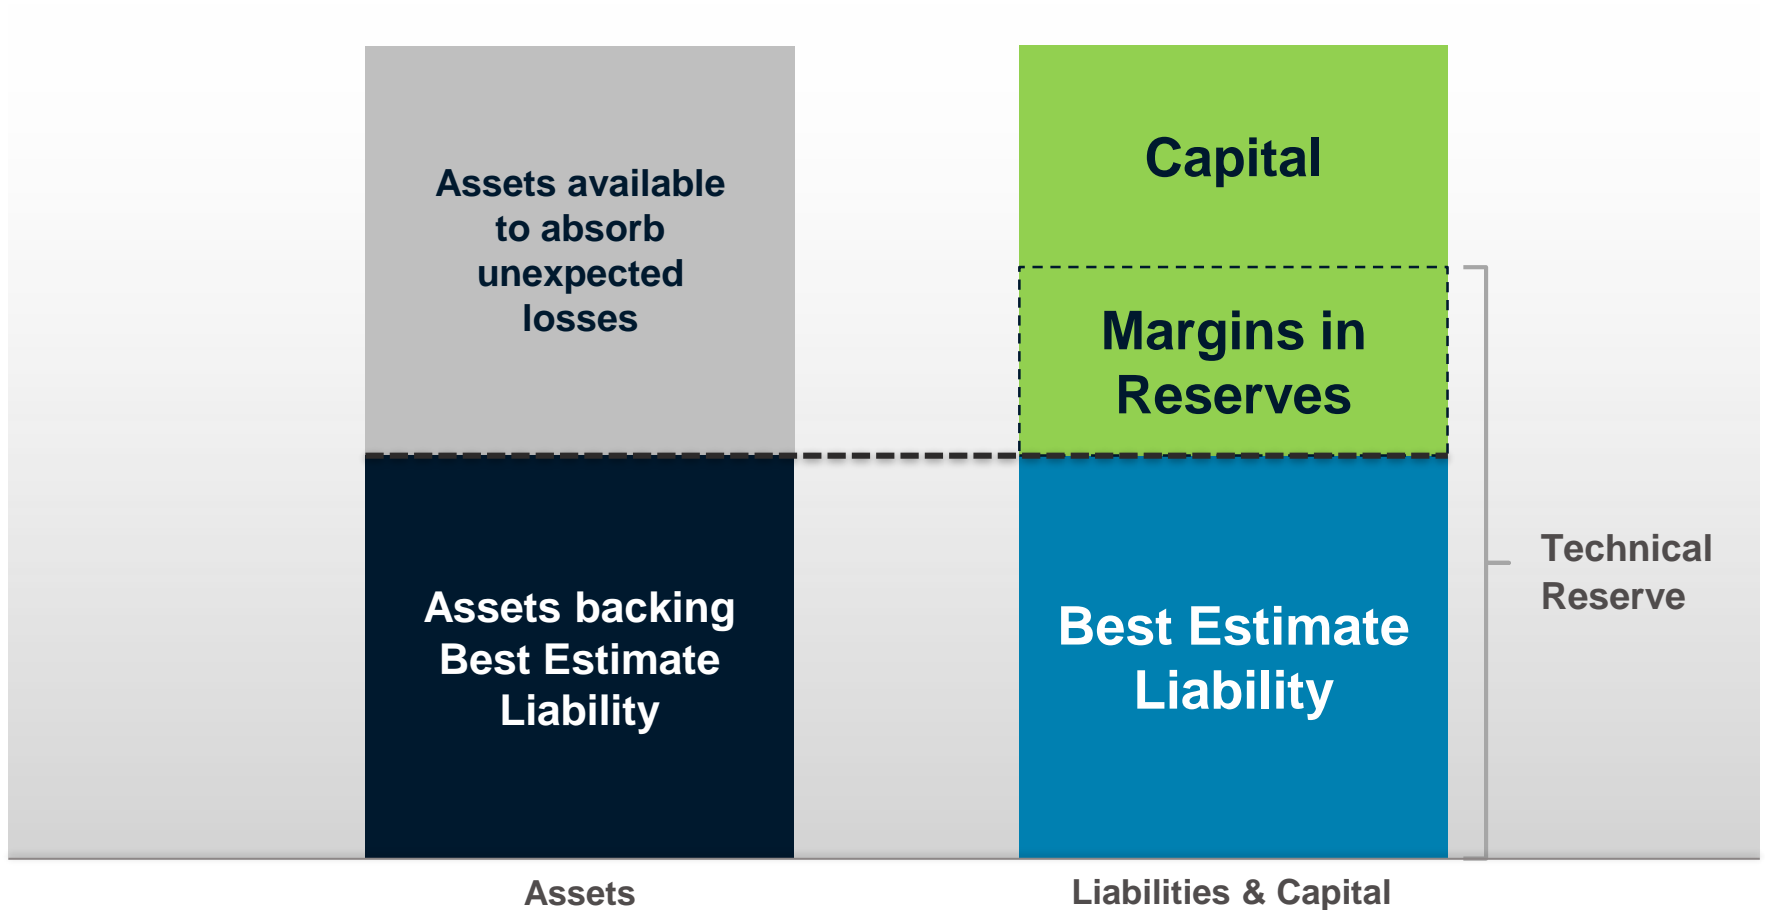 Assets available
to absorb
unexpected
losses
Assets backing
Best Estimate
Liability
Capital
Margins in
Reserves
Best Estimate
Liability
Technical
Reserve
Assets
Liabilities & Capital